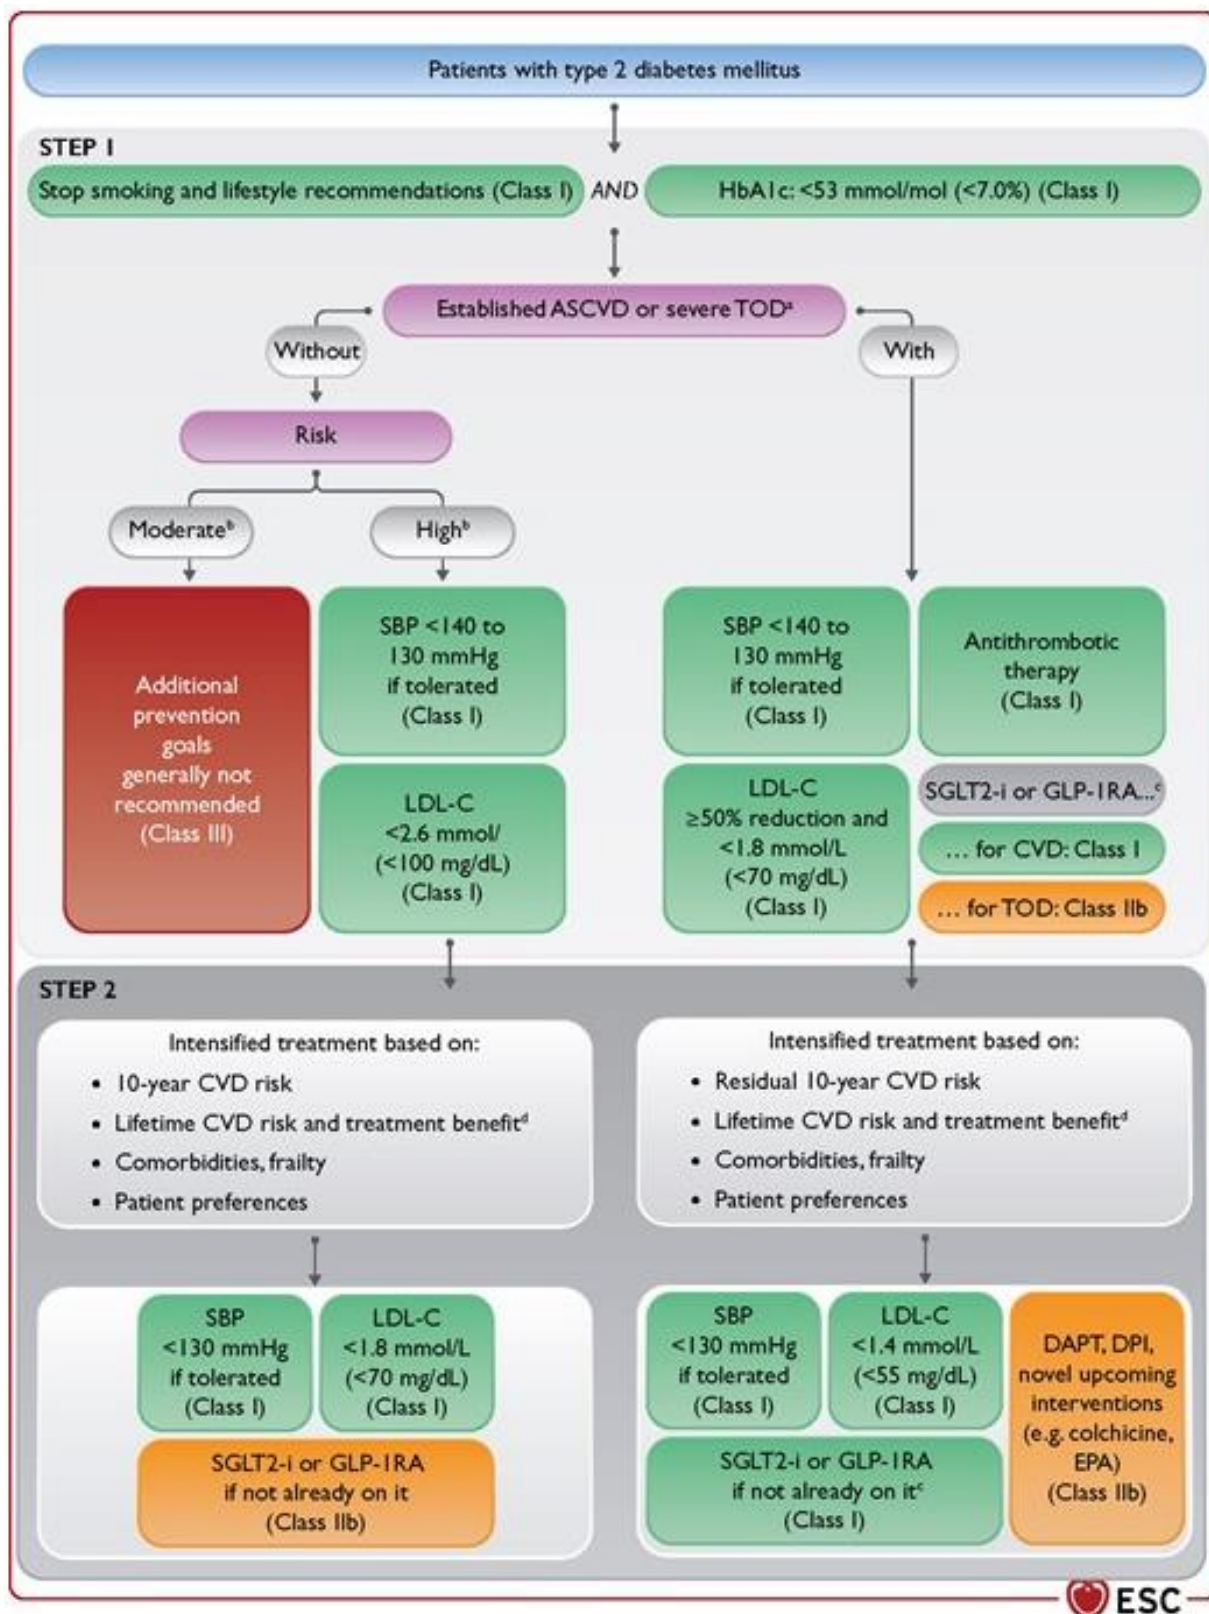 Patients with type 2 diabetes mellitus
STEP 1
Stop smoking and lifestyle recommendations (Class I)
AND
HbA1c: <53 mmol/mol (<7.0%) (Class I)
Established ASCVD or severe TODᵃ
Without
With
Risk
Moderateᵇ
Highᵇ
Additional
prevention
goals
generally not
recommended
(Class III)
SBP <140 to
130 mmHg
if tolerated
(Class I)
LDL-C
<2.6 mmol/
(<100 mg/dL)
(Class I)
SBP <140 to
130 mmHg
if tolerated
(Class I)
LDL-C
≥50% reduction and
<1.8 mmol/L
(<70 mg/dL)
(Class I)
Antithrombotic
therapy
(Class I)
SGLT2-i or GLP-1RA...ᶜ
... for CVD: Class I
... for TOD: Class IIb
STEP 2
Intensified treatment based on:
• 10-year CVD risk
• Lifetime CVD risk and treatment benefitᵈ
• Comorbidities, frailty
• Patient preferences
Intensified treatment based on:
• Residual 10-year CVD risk
• Lifetime CVD risk and treatment benefitᵈ
• Comorbidities, frailty
• Patient preferences
SBP
<130 mmHg
if tolerated
(Class I)
LDL-C
<1.8 mmol/L
(<70 mg/dL)
(Class I)
SGLT2-i or GLP-1RA
if not already on it
(Class IIb)
SBP
<130 mmHg
if tolerated
(Class I)
LDL-C
<1.4 mmol/L
(<55 mg/dL)
(Class I)
SGLT2-i or GLP-1RA
if not already on itᶜ
(Class I)
DAPT, DPI,
novel upcoming
interventions
(e.g. colchicine,
EPA)
(Class IIb)
ESC